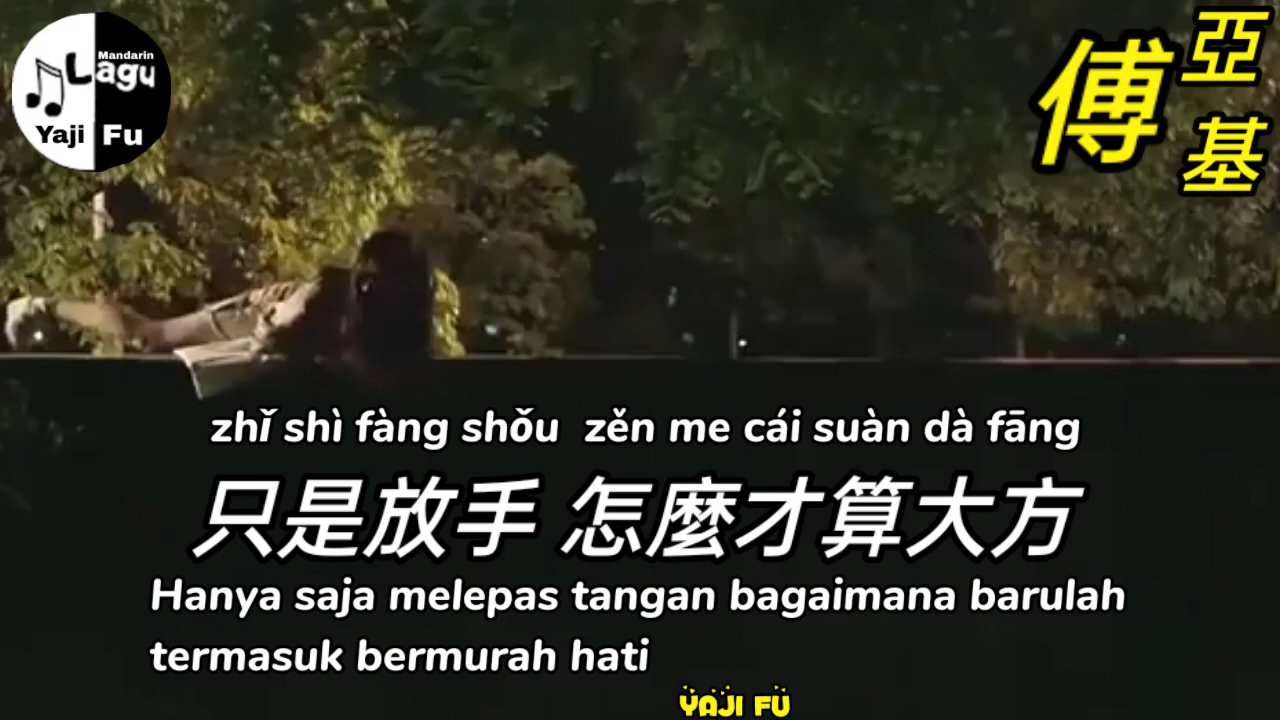 Mandarin
Lagu
Yaji Fu
傅亞基
zhǐ shì fàng shǒu zěn me cái suàn dà fāng
只是放手 怎麼才算大方
Hanya saja melepas tangan bagaimana barulah
termasuk bermurah hati
YAJI FU